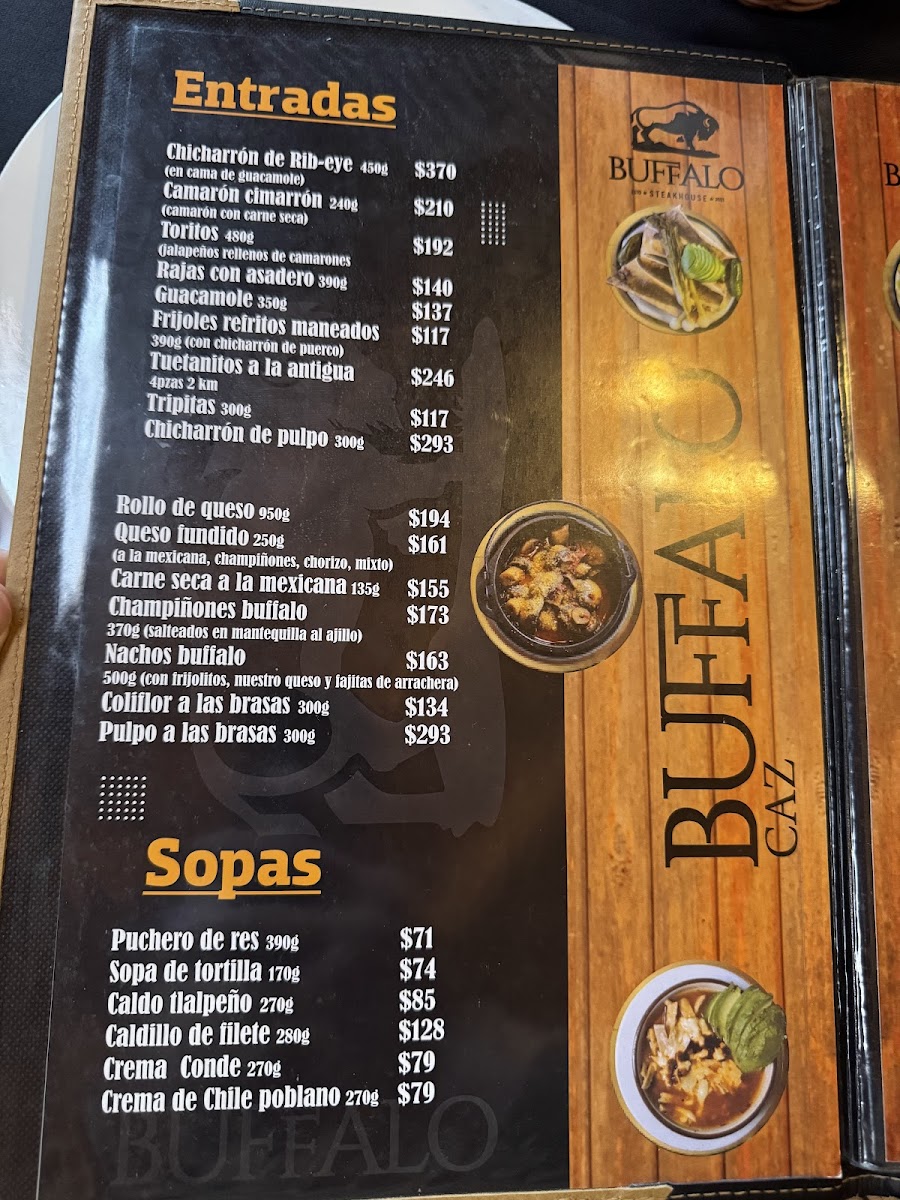 Entradas
Chicharrón de Rib-eye 450g $370
(en cama de guacamole)
Camarón cimarrón 240g $210
(camarón con carne seca)
Toritos 480g $192
(jalapeños rellenos de camarones
Rajas con asadero 390g $140
Guacamole 350g $137
Frijoles refritos maneados $117
390g (con chicharrón de puerco)
Tuetanitos a la antigua $246
4pzas 2 km
Tripitas 300g $117
Chicharrón de pulpo 300g $293
Rollo de queso 950g $194
Queso fundido 250g $161
(a la mexicana, champiñones, chorizo, mixto)
Carne seca a la mexicana 135g $155
Champiñones buffalo $173
370g (salteados en mantequilla al ajillo)
Nachos buffalo $163
500g (con frijolitos, nuestro queso y fajitas de arrachera)
Coliflor a las brasas 300g $134
Pulpo a las brasas 300g $293
Sopas
Puchero de res 390g $71
Sopa de tortilla 170g $74
Caldo tlalpeño 270g $85
Caldillo de filete 280g $128
Crema Conde 270g $79
Crema de Chile poblano 270g $79
BUFFALO
BUFFALO
STEAKHOUSE
BUFFALO
CAZ
B